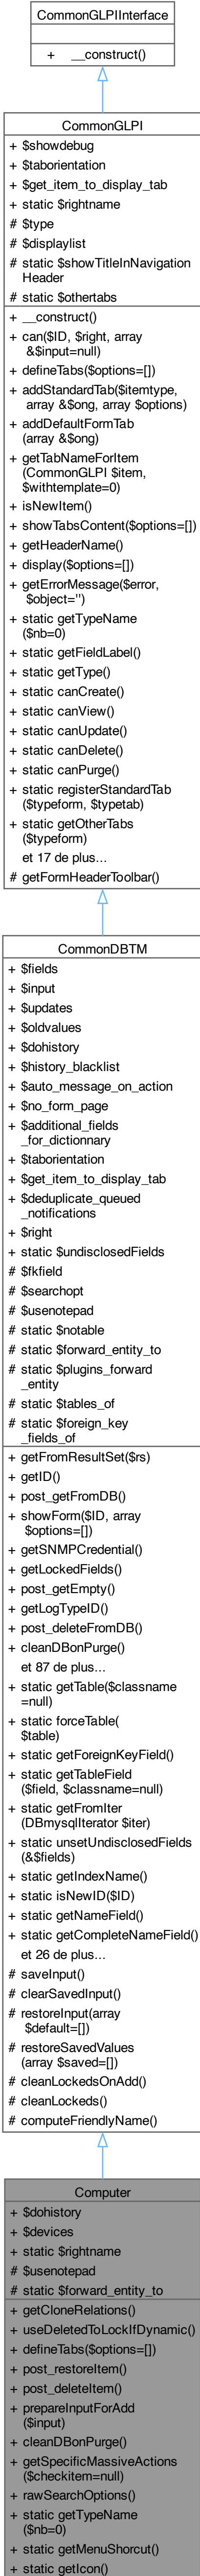 CommonGLPIInterface
+ __construct()
CommonGLPI
+ $showdebug
+ $taborientation
+ $get_item_to_display_tab
+ static $rightname
# $type
# $displaylist
# static $showTitleInNavigation
Header
# static $othertabs
+ __construct()
+ can($ID, $right, array
&$input=null)
+ defineTabs($options=[])
+ addStandardTab($itemtype,
array &$ong, array $options)
+ addDefaultFormTab
(array &$ong)
+ getTabNameForItem
(CommonGLPI $item,
$withtemplate=0)
+ isNewItem()
+ showTabsContent($options=[])
+ getHeaderName()
+ display($options=[])
+ getErrorMessage($error,
$object='')
+ static getTypeName
($nb=0)
+ static getFieldLabel()
+ static getType()
+ static canCreate()
+ static canView()
+ static canUpdate()
+ static canDelete()
+ static canPurge()
+ static registerStandardTab
($typeform, $typetab)
+ static getOtherTabs
($typeform)
et 17 de plus...
# getFormHeaderToolbar()
CommonDBTM
+ $fields
+ $input
+ $updates
+ $oldvalues
+ $dohistory
+ $history_blacklist
+ $auto_message_on_action
+ $no_form_page
+ $additional_fields
_for_dictionnary
+ $taborientation
+ $get_item_to_display_tab
+ $deduplicate_queued
_notifications
+ $right
+ static $undisclosedFields
# $fkfield
# $searchopt
# $usenotepad
# static $notable
# static $forward_entity_to
# static $plugins_forward
_entity
# static $tables_of
# static $foreign_key
_fields_of
+ getFromResultSet($rs)
+ getID()
+ post_getFromDB()
+ showForm($ID, array
$options=[])
+ getSNMPCredential()
+ getLockedFields()
+ post_getEmpty()
+ getLogTypeID()
+ post_deleteFromDB()
+ cleanDBonPurge()
et 87 de plus...
+ static getTable($classname
=null)
+ static forceTable(
$table)
+ static getForeignKeyField()
+ static getTableField
($field, $classname=null)
+ static getFromIter
(DBmysqlIterator $iter)
+ static unsetUndisclosedFields
(&$fields)
+ static getIndexName()
+ static isNewID($ID)
+ static getNameField()
+ static getCompleteNameField()
et 26 de plus...
# saveInput()
# clearSavedInput()
# restoreInput(array
$default=[])
# restoreSavedValues
(array $saved=[])
# cleanLockedsOnAdd()
# cleanLockeds()
# computeFriendlyName()
Computer
+ $dohistory
+ $devices
+ static $rightname
# $usenotepad
# static $forward_entity_to
+ getCloneRelations()
+ useDeletedToLockIfDynamic()
+ defineTabs($options=[])
+ post_restoreItem()
+ post_deleteItem()
+ prepareInputForAdd
($input)
+ cleanDBonPurge()
+ getSpecificMassiveActions
($checkitem=null)
+ rawSearchOptions()
+ static getTypeName
($nb=0)
+ static getMenuShorcut()
+ static getIcon()